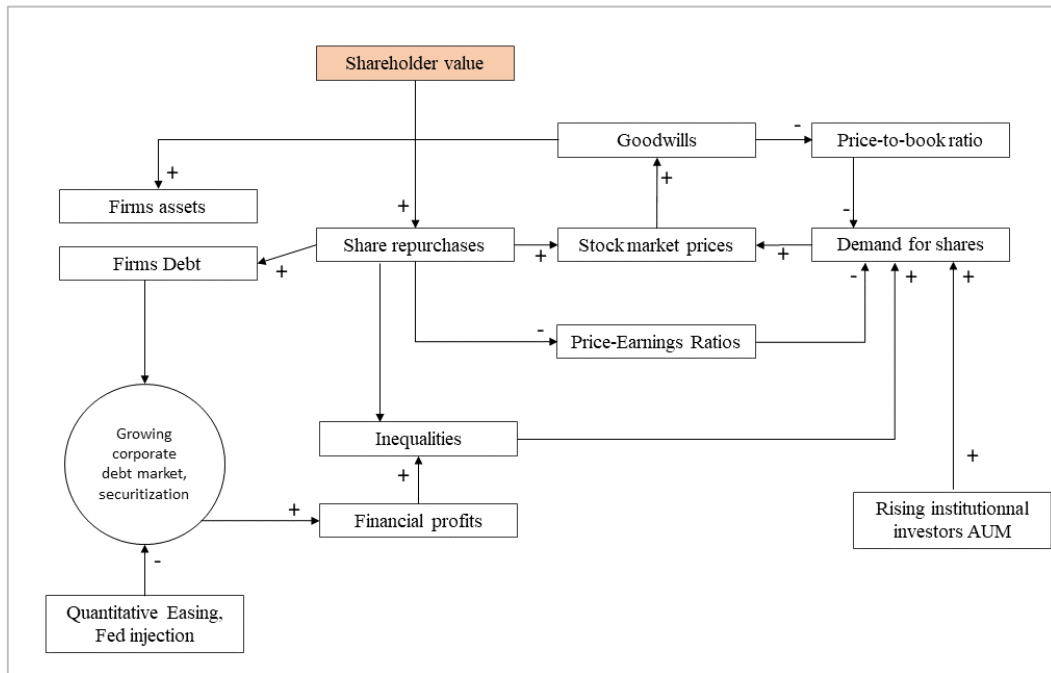 Shareholder value
+
Goodwills
-
Price-to-book ratio
+
+
-
Firms assets
+
Share repurchases
+
Stock market prices
+
Demand for shares
Firms Debt
+
-
+
+
-
Price-Earnings Ratios
Growing
corporate
debt market,
securitization
Inequalities
+
+
+
Financial profits
Rising institutionnal
investors AUM
-
Quantitative Easing,
Fed injection